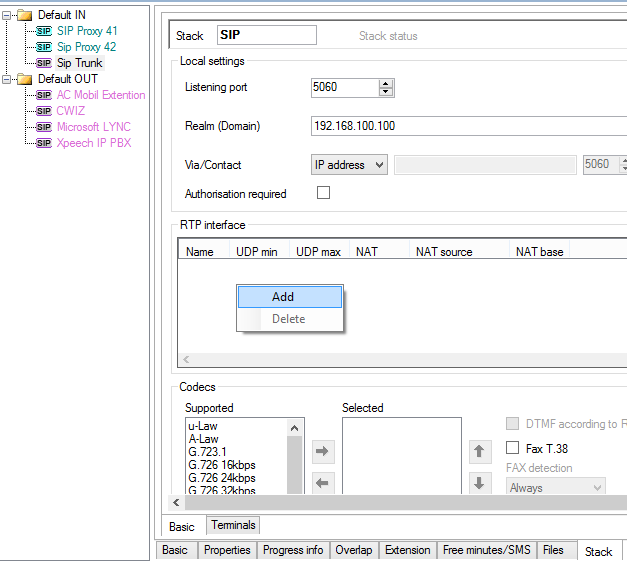 Default IN
SIP SIP Proxy 41
SIP Sip Proxy 42
SIP Sip Trunk
Default OUT
SIP AC Mobil Extention
SIP CWIZ
SIP Microsoft LYNC
SIP Xpeech IP PBX
Stack SIP Stack status
Local settings
Listening port 5060
Realm (Domain) 192.168.100.100
Via/Contact IP address 5060
Authorisation required
RTP interface
Name UDP min UDP max NAT NAT source NAT base
Add
Delete
Codecs
Supported Selected
u-Law
A-Law
G.723.1
G.726 16kbps
G.726 24kbps
G.726 32kbps
DTMF according to R
Fax T.38
FAX detection
Always
Basic Terminals
Basic Properties Progress info Overlap Extension Free minutes/SMS Files Stack